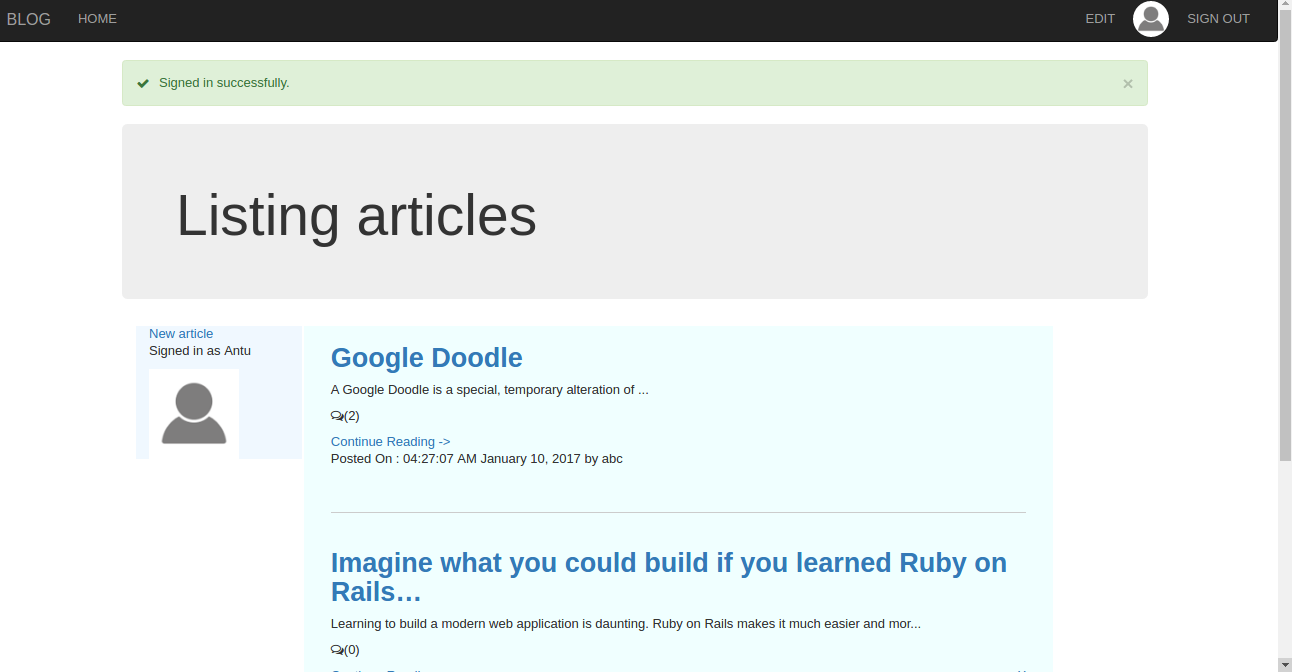 BLOG HOME EDIT SIGN OUT
Signed in successfully. ×
Listing articles
New article
Signed in as Antu
Google Doodle
A Google Doodle is a special, temporary alteration of ...
(2)
Continue Reading ->
Posted On : 04:27:07 AM January 10, 2017 by abc
Imagine what you could build if you learned Ruby on
Rails…
Learning to build a modern web application is daunting. Ruby on Rails makes it much easier and mor...
(0)